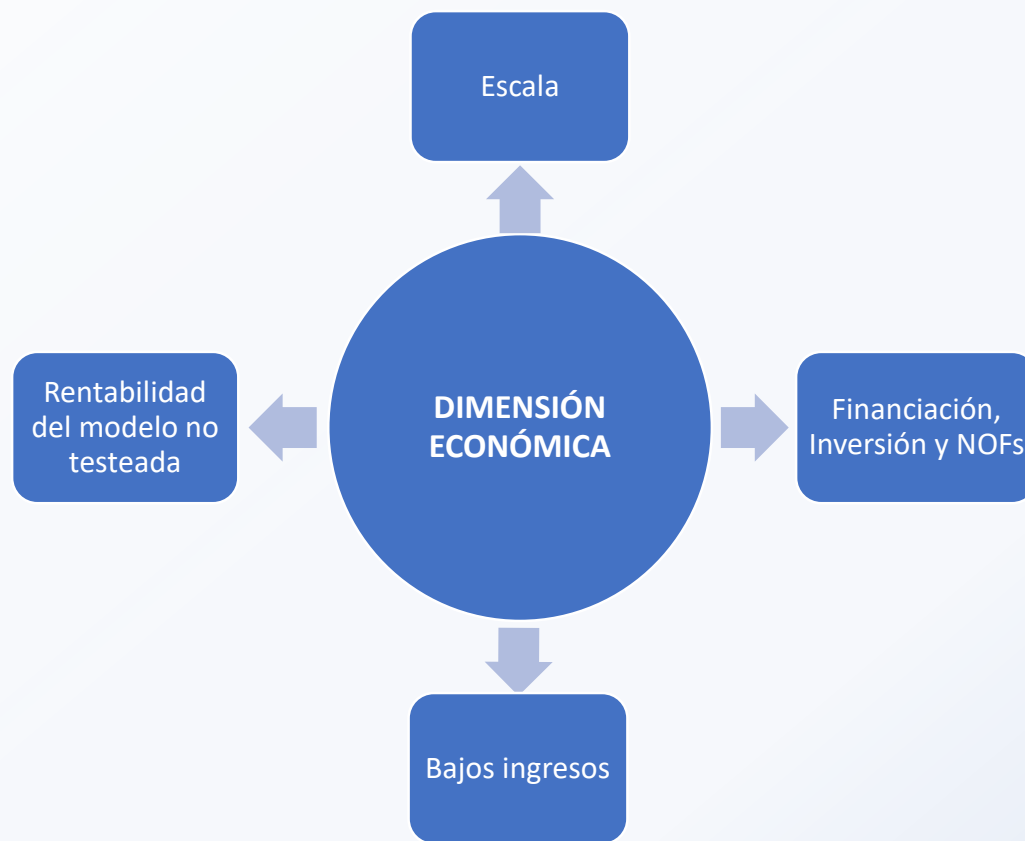 Escala
Rentabilidad
del modelo no
testeada
DIMENSIÓN
ECONÓMICA
Financiación,
Inversión y NOFs
Bajos ingresos